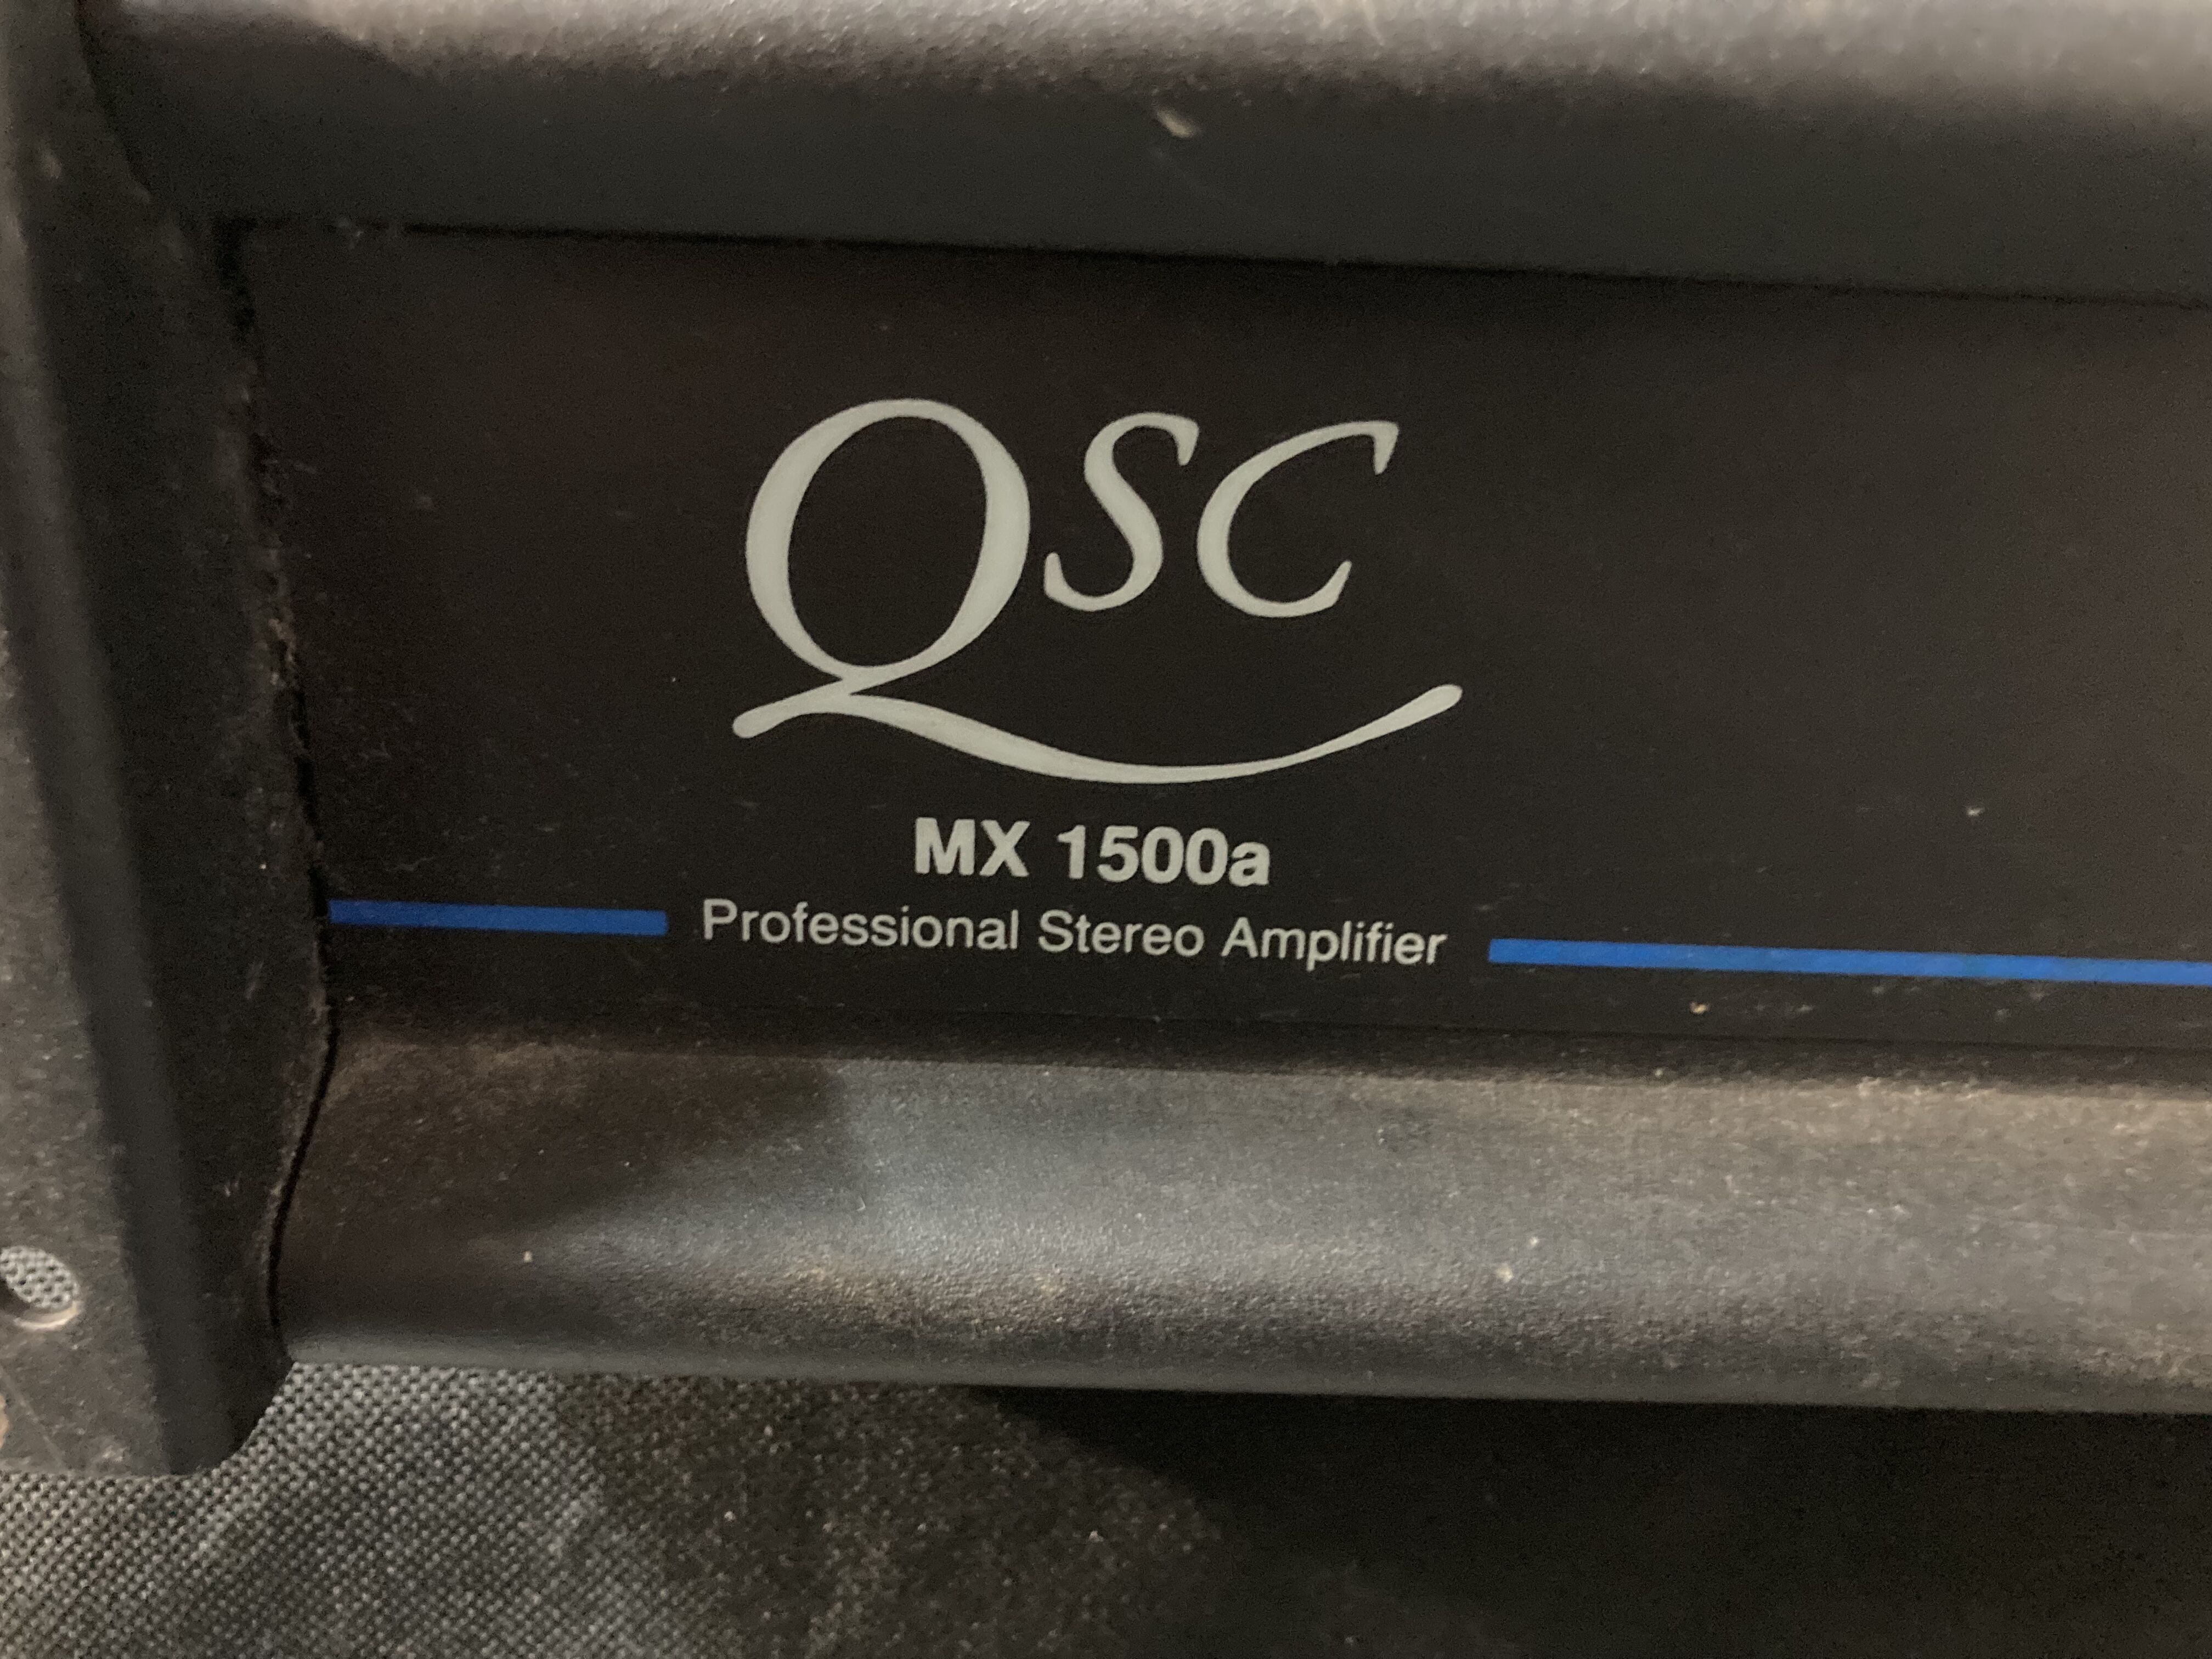 QSC
MX 1500a
Professional Stereo Amplifier